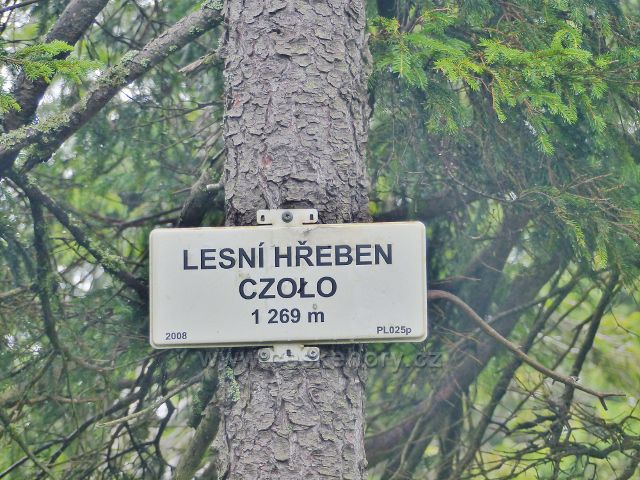 LESNÍ HŘEBEN
CZOŁO
1 269 m
2008 PL025p